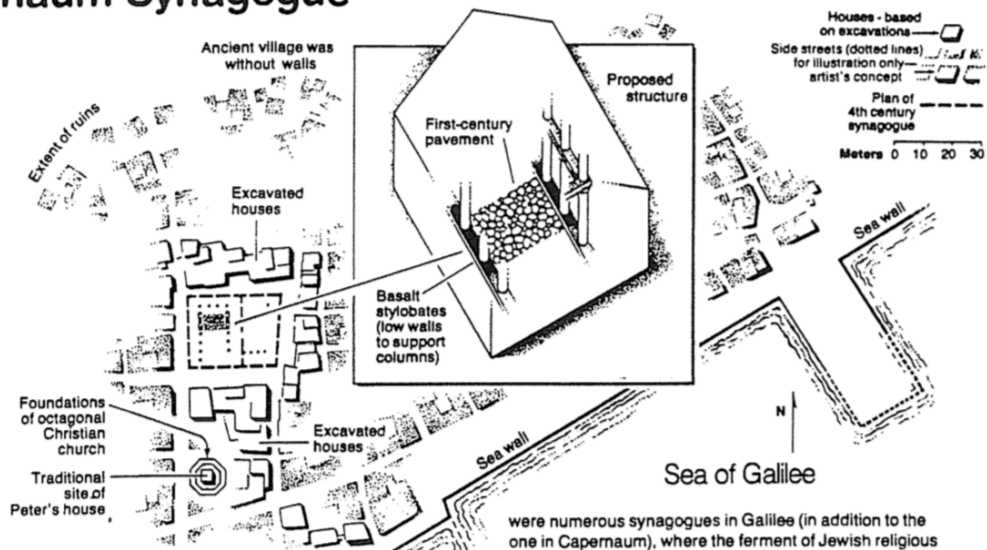 naum Synagogue
Ancient village was
without walls
Extent of ruins
Excavated
houses
Proposed
structure
First-century
pavement
Basalt
stylobates
(low walls
to support
columns)
Houses - based
on excavations
Side streets (dotted lines)
for illustration only
artist's concept
Plan of
4th century
synagogue
Meters 0 10 20 30
Sea wall
Foundations
of octagonal
Christian
church
Traditional
site of
Peter's house
Excavated
houses
Sea wall
N
Sea of Galilee
were numerous synagogues in Galilee (in addition to the
one in Capernaum), where the ferment of Jewish religious